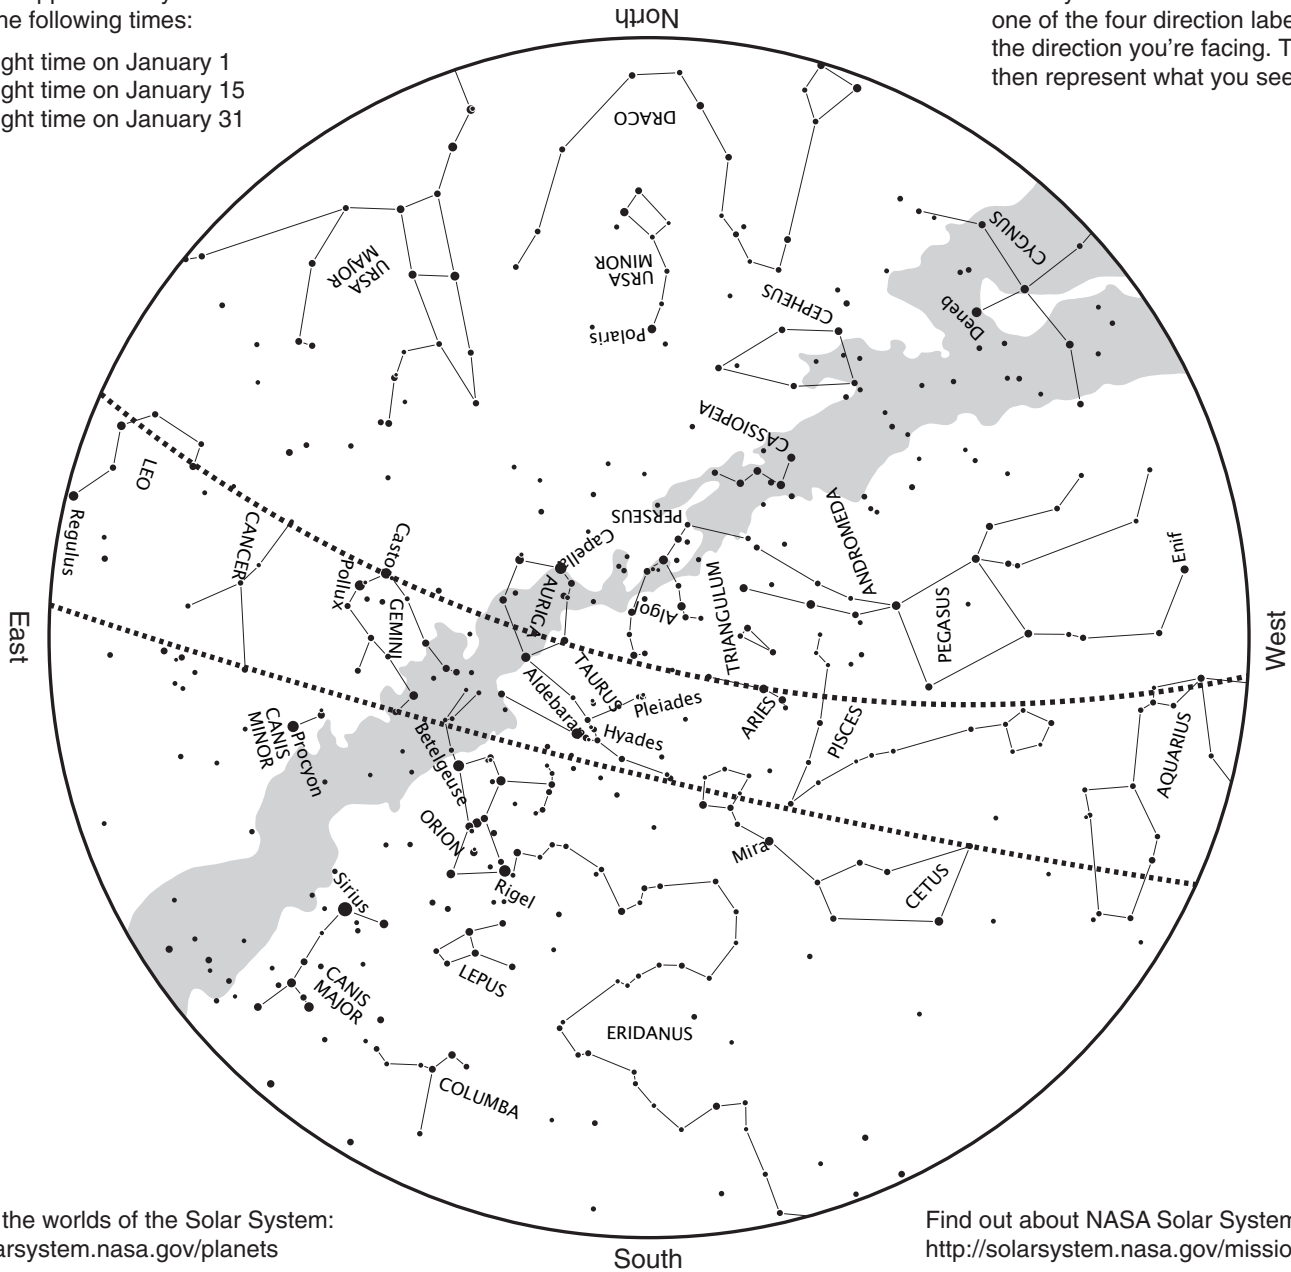 he following times:
ght time on January 1
ght time on January 15
ght time on January 31
North
one of the four direction labe
the direction you're facing. T
then represent what you see
DRACO
URSA
MAJOR
URSA
MINOR
Polaris
CEPHEUS
CYGNUS
Deneb
CASSIOPEIA
LEO
Regulus
CANCER
Castor
Pollux
GEMINI
PERSEUS
Capella
AURIGA
Algol
TRIANGULUM
ANDROMEDA
PEGASUS
Enif
East
West
TAURUS
Aldebaran
Pleiades
Hyades
ARIES
PISCES
AQUARIUS
CANIS
MINOR
Procyon
Betelgeuse
ORION
Rigel
Mira
CETUS
Sirius
CANIS
MAJOR
LEPUS
ERIDANUS
COLUMBA
the worlds of the Solar System:
arsystem.nasa.gov/planets
South
Find out about NASA Solar System
http://solarsystem.nasa.gov/missio